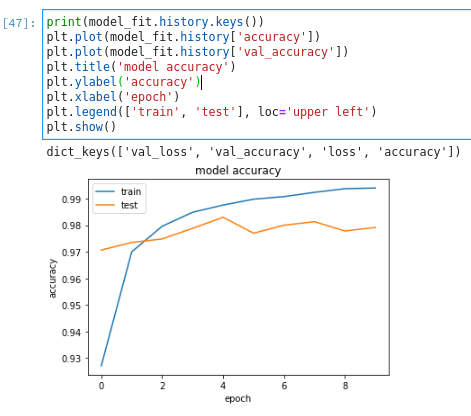 [47]: print(model_fit.history.keys())
plt.plot(model_fit.history['accuracy'])
plt.plot(model_fit.history['val_accuracy'])
plt.title('model accuracy')
plt.ylabel('accuracy')
plt.xlabel('epoch')
plt.legend(['train', 'test'], loc='upper left')
plt.show()
dict_keys(['val_loss', 'val_accuracy', 'loss', 'accuracy'])
model accuracy
train
test
0.99
0.98
0.97
0.96
0.95
0.94
0.93
accuracy
0 2 4 6 8
epoch